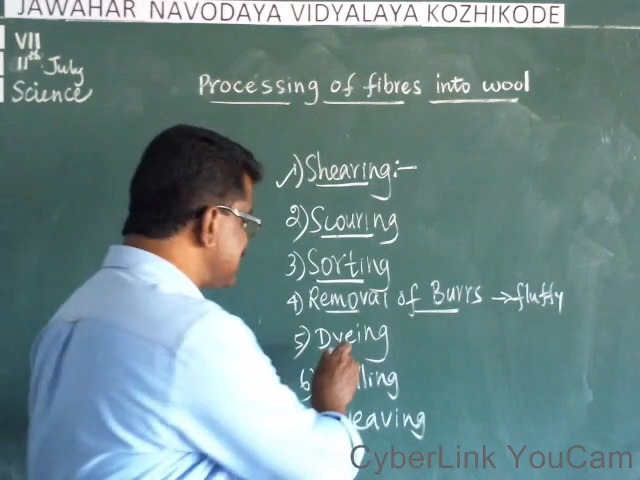 JAWAHAR NAVODAYA VIDYALAYA KOZHIKODE
VII
11th July
Science
Processing of fibres into wool
1) Shearing:-
2) Scouring
3) Sorting
4) Removal of Burrs → fluffy
5) Dyeing
6)
CyberLink YouCam